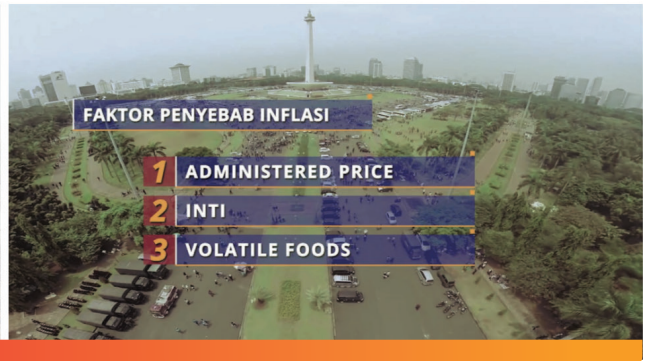 FAKTOR PENYEBAB INFLASI
1 ADMINISTERED PRICE
2 INTI
3 VOLATILE FOODS